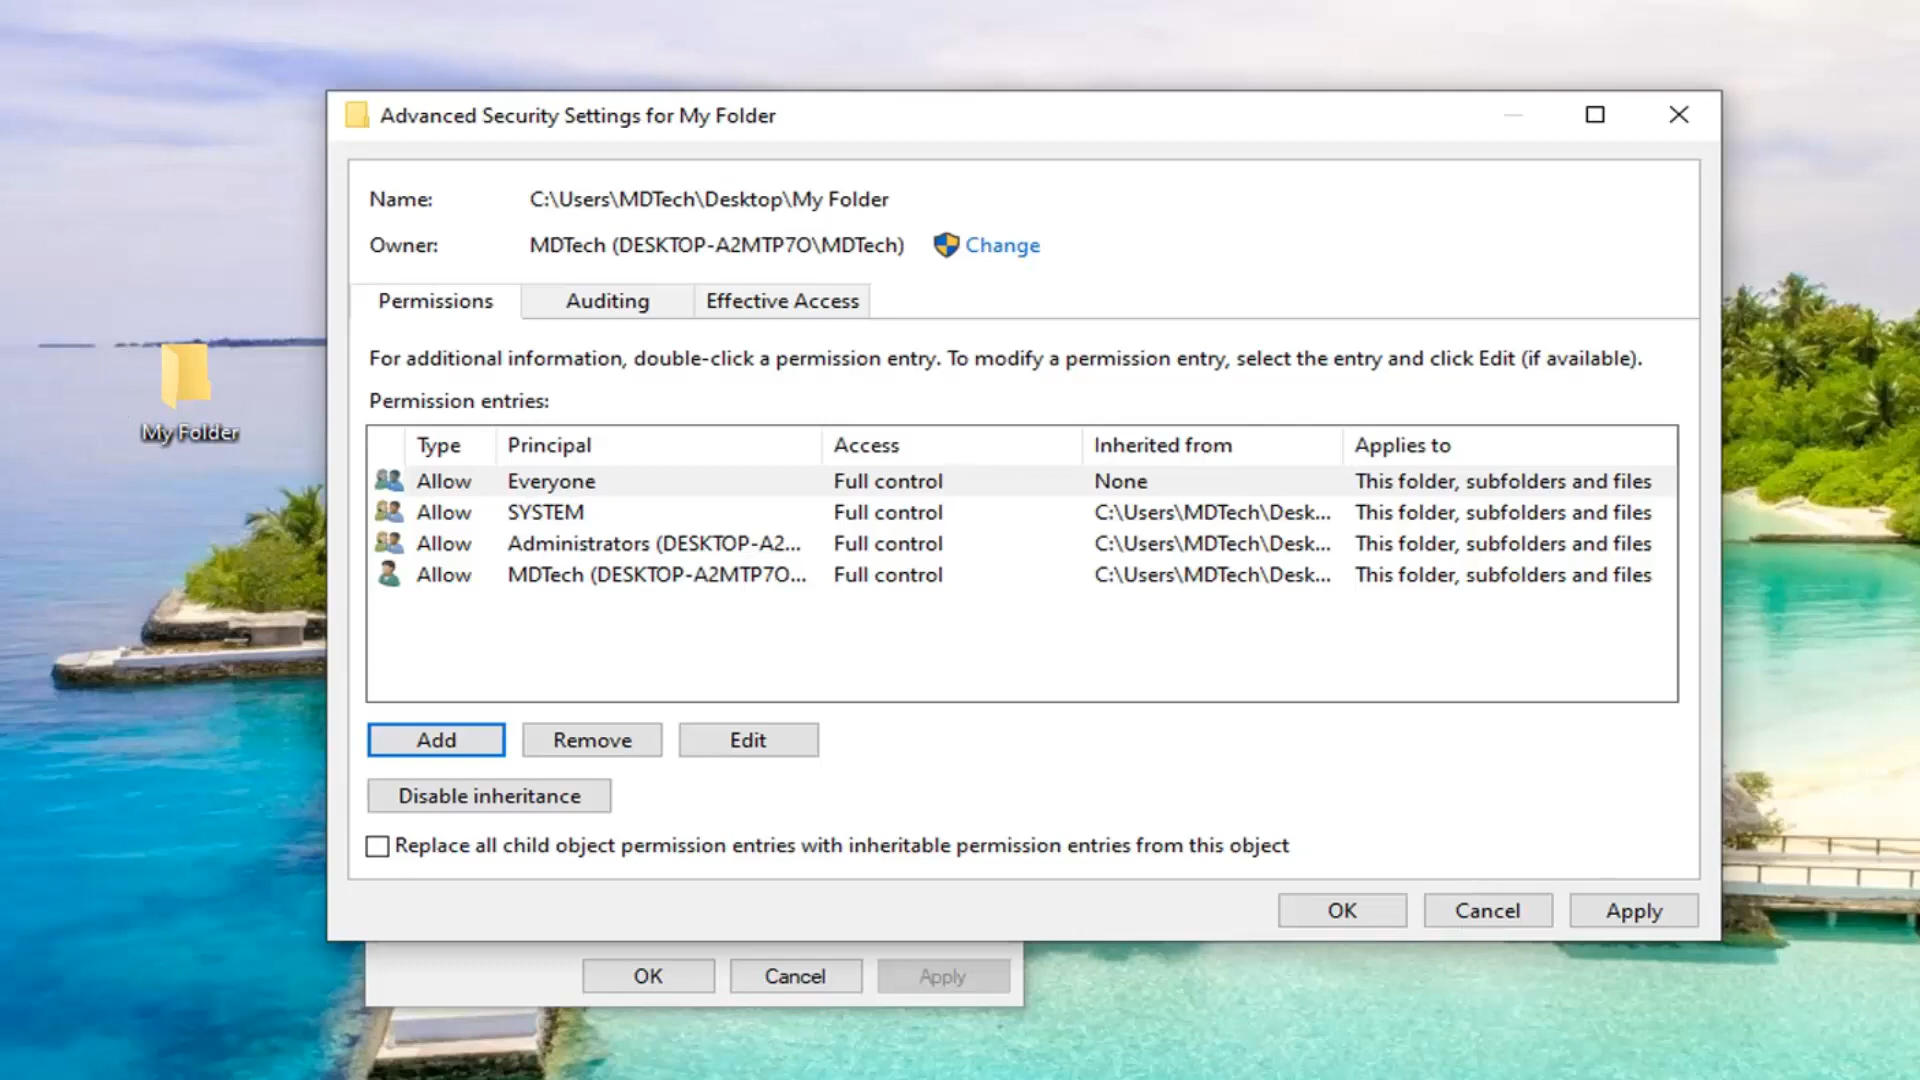 Advanced Security Settings for My Folder
Name: C:\Users\MDTech\Desktop\My Folder
Owner: MDTech (DESKTOP-A2MTP7O\MDTech) Change
Permissions Auditing Effective Access
For additional information, double-click a permission entry. To modify a permission entry, select the entry and click Edit (if available).
Permission entries:
Type Principal Access Inherited from Applies to
Allow Everyone Full control None This folder, subfolders and files
Allow SYSTEM Full control C:\Users\MDTech\Desk... This folder, subfolders and files
Allow Administrators (DESKTOP-A2... Full control C:\Users\MDTech\Desk... This folder, subfolders and files
Allow MDTech (DESKTOP-A2MTP7O... Full control C:\Users\MDTech\Desk... This folder, subfolders and files
My Folder
Add Remove Edit
Disable inheritance
Replace all child object permission entries with inheritable permission entries from this object
OK Cancel Apply
OK Cancel Apply